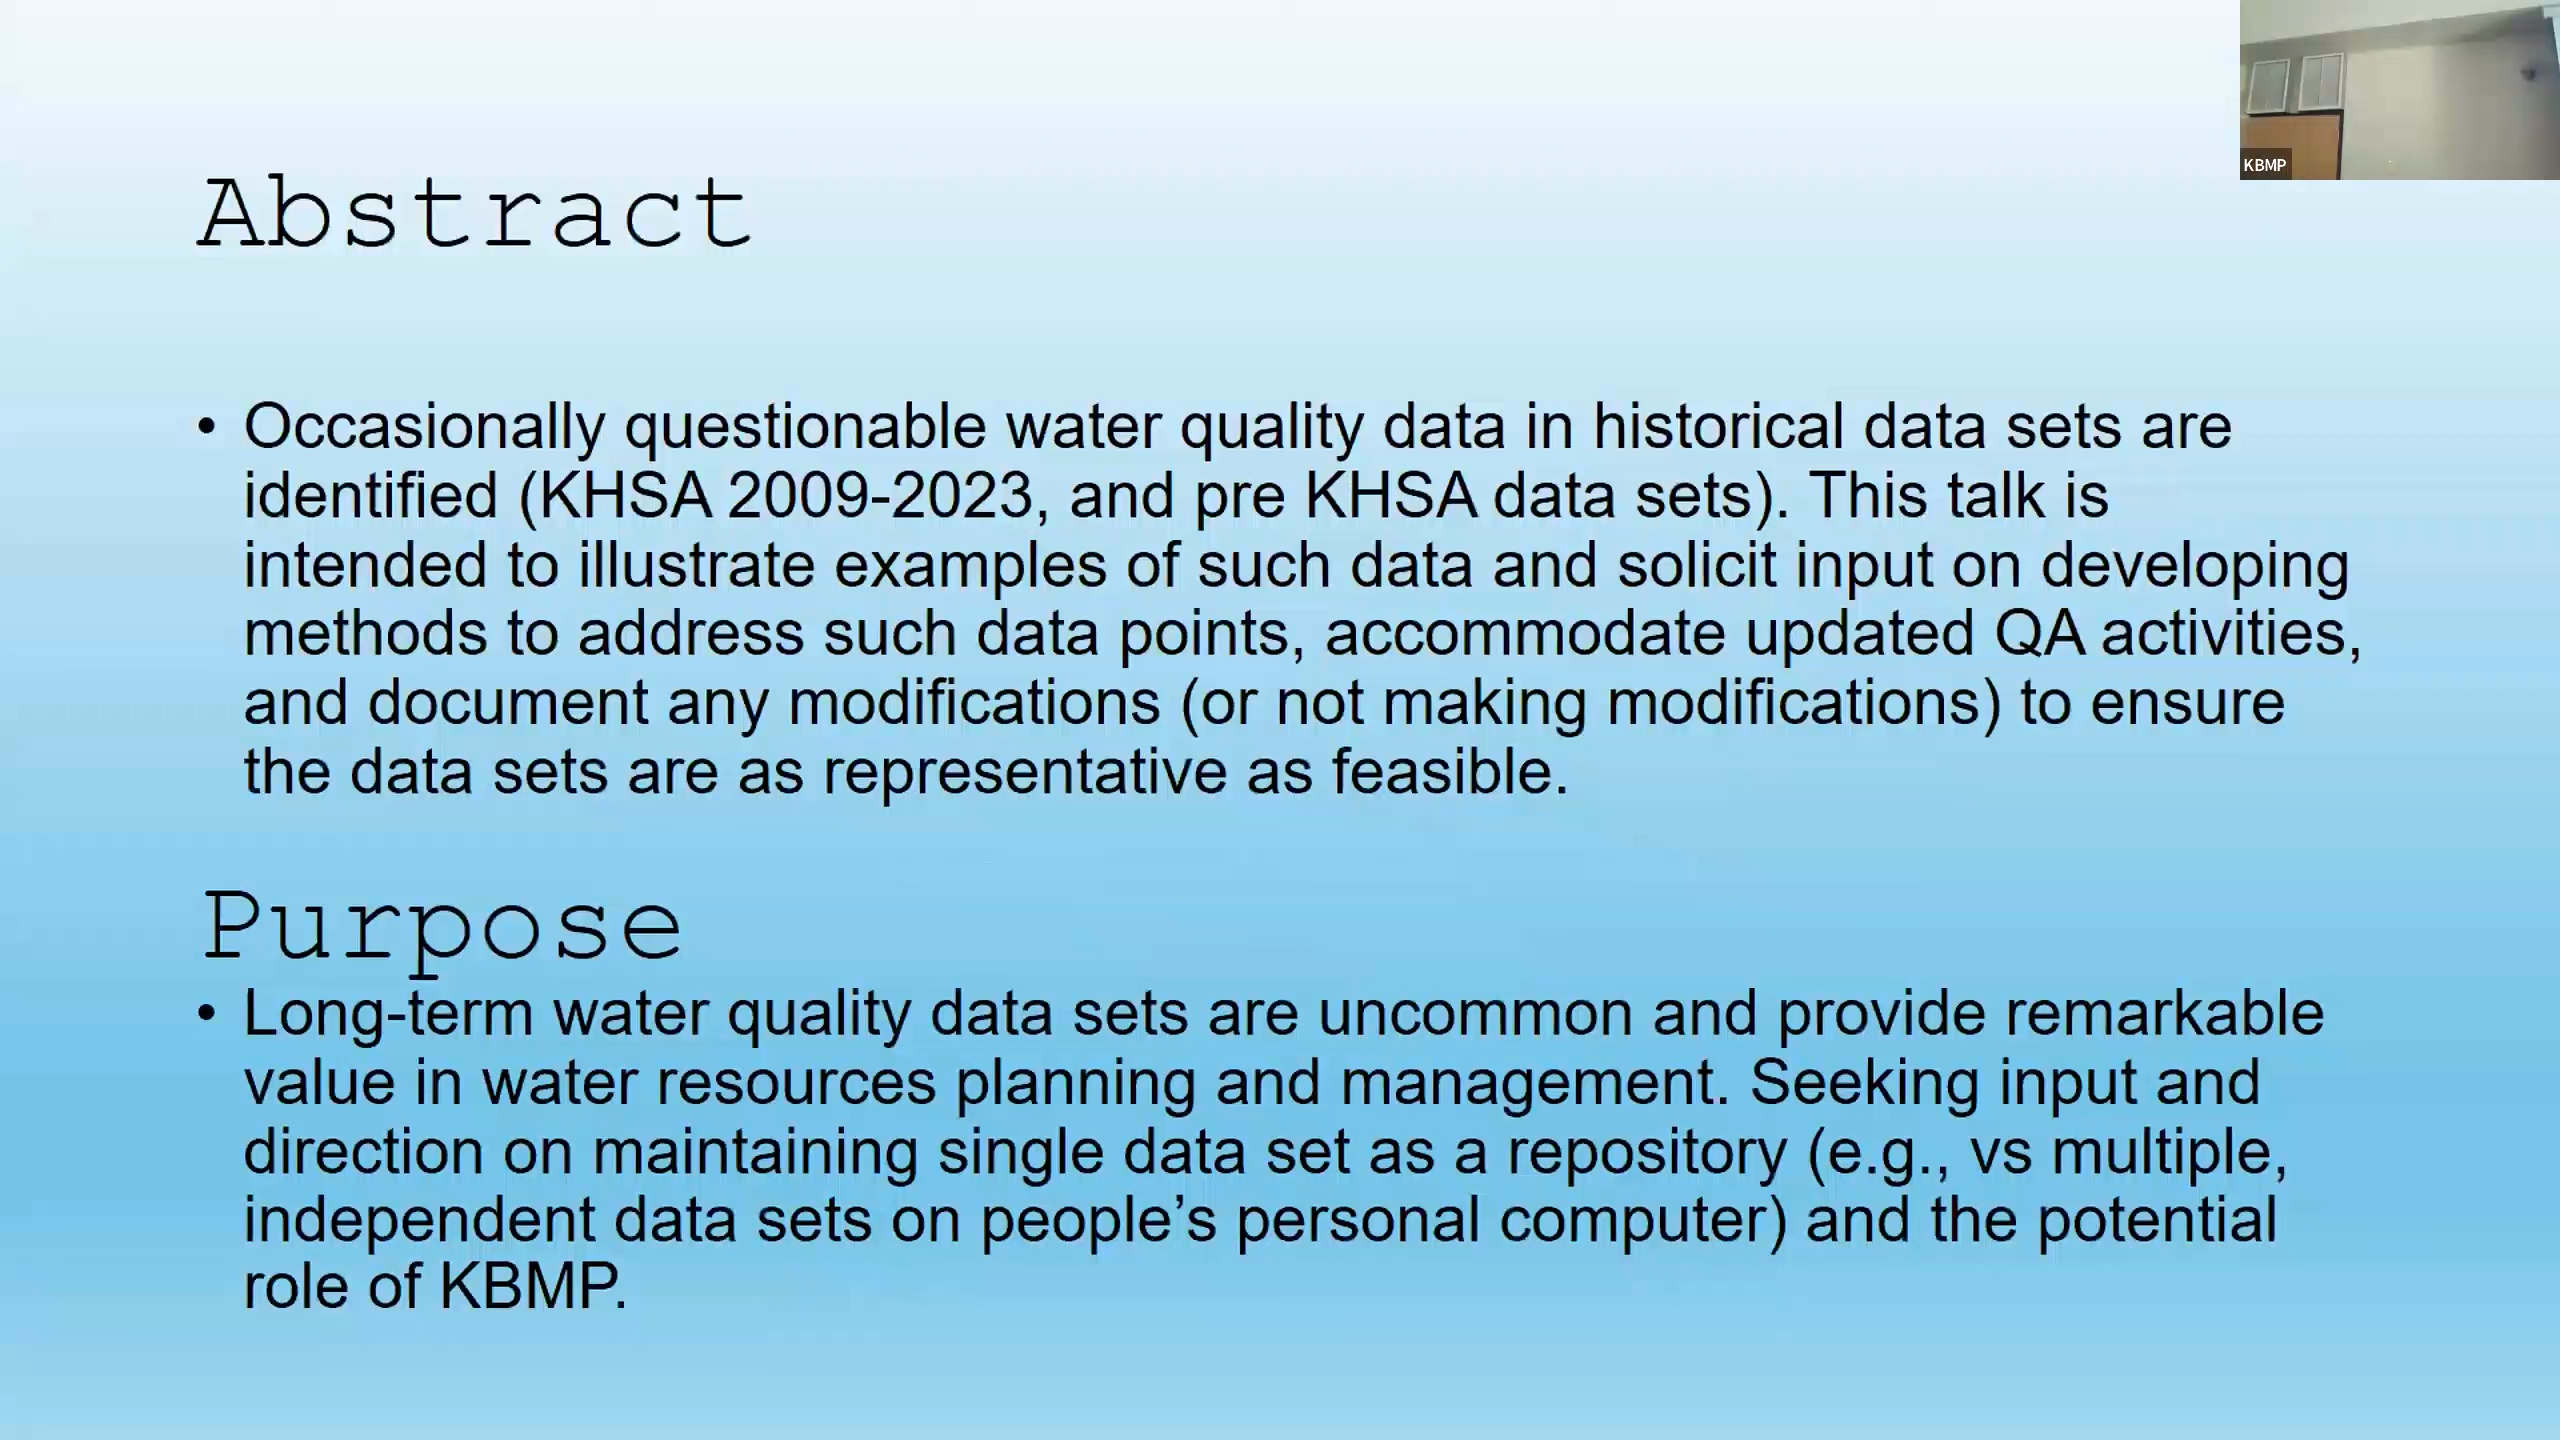 KBMP
Abstract
• Occasionally questionable water quality data in historical data sets are
identified (KHSA 2009-2023, and pre KHSA data sets). This talk is
intended to illustrate examples of such data and solicit input on developing
methods to address such data points, accommodate updated QA activities,
and document any modifications (or not making modifications) to ensure
the data sets are as representative as feasible.
Purpose
• Long-term water quality data sets are uncommon and provide remarkable
value in water resources planning and management. Seeking input and
direction on maintaining single data set as a repository (e.g., vs multiple,
independent data sets on people’s personal computer) and the potential
role of KBMP.